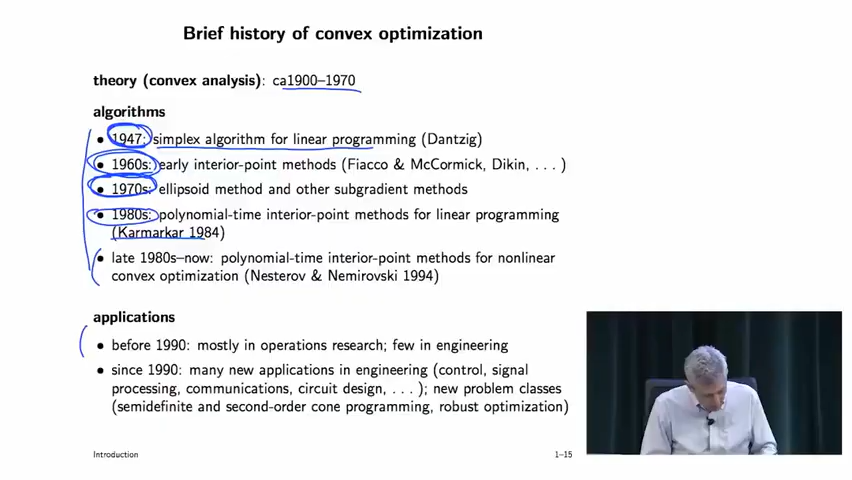 Brief history of convex optimization
theory (convex analysis): ca1900–1970
algorithms
• 1947: simplex algorithm for linear programming (Dantzig)
• 1960s: early interior-point methods (Fiacco & McCormick, Dikin, . . . )
• 1970s: ellipsoid method and other subgradient methods
• 1980s: polynomial-time interior-point methods for linear programming
(Karmarkar 1984)
• late 1980s–now: polynomial-time interior-point methods for nonlinear
convex optimization (Nesterov & Nemirovski 1994)
applications
• before 1990: mostly in operations research; few in engineering
• since 1990: many new applications in engineering (control, signal
processing, communications, circuit design, . . . ); new problem classes
(semidefinite and second-order cone programming, robust optimization)
Introduction
1–15